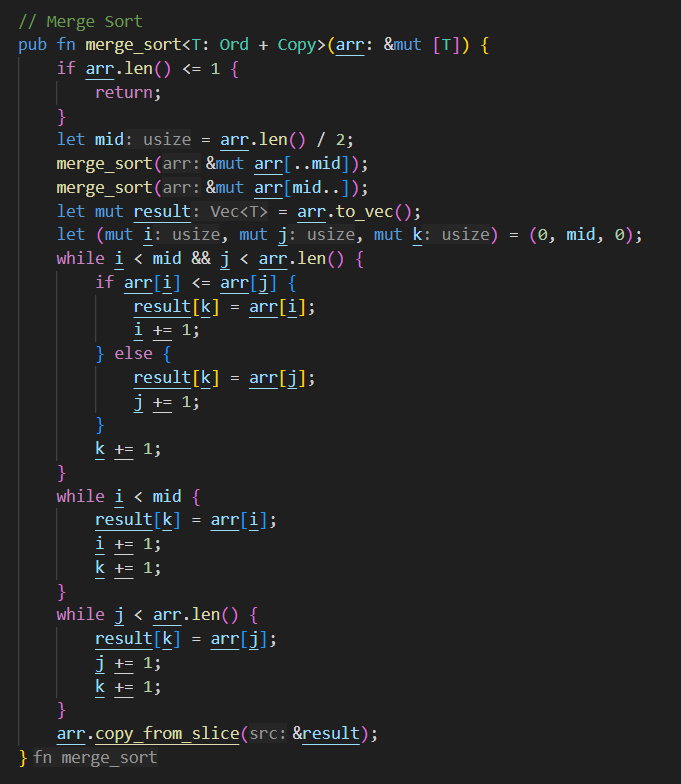 // Merge Sort
pub fn merge_sort<T: Ord + Copy>(arr: &mut [T]) {
    if arr.len() <= 1 {
        return;
    }
    let mid: usize = arr.len() / 2;
    merge_sort(arr: &mut arr[..mid]);
    merge_sort(arr: &mut arr[mid..]);
    let mut result: Vec<T> = arr.to_vec();
    let (mut i: usize, mut j: usize, mut k: usize) = (0, mid, 0);
    while i < mid && j < arr.len() {
        if arr[i] <= arr[j] {
            result[k] = arr[i];
            i += 1;
        } else {
            result[k] = arr[j];
            j += 1;
        }
        k += 1;
    }
    while i < mid {
        result[k] = arr[i];
        i += 1;
        k += 1;
    }
    while j < arr.len() {
        result[k] = arr[j];
        j += 1;
        k += 1;
    }
    arr.copy_from_slice(src: &result);
} fn merge_sort